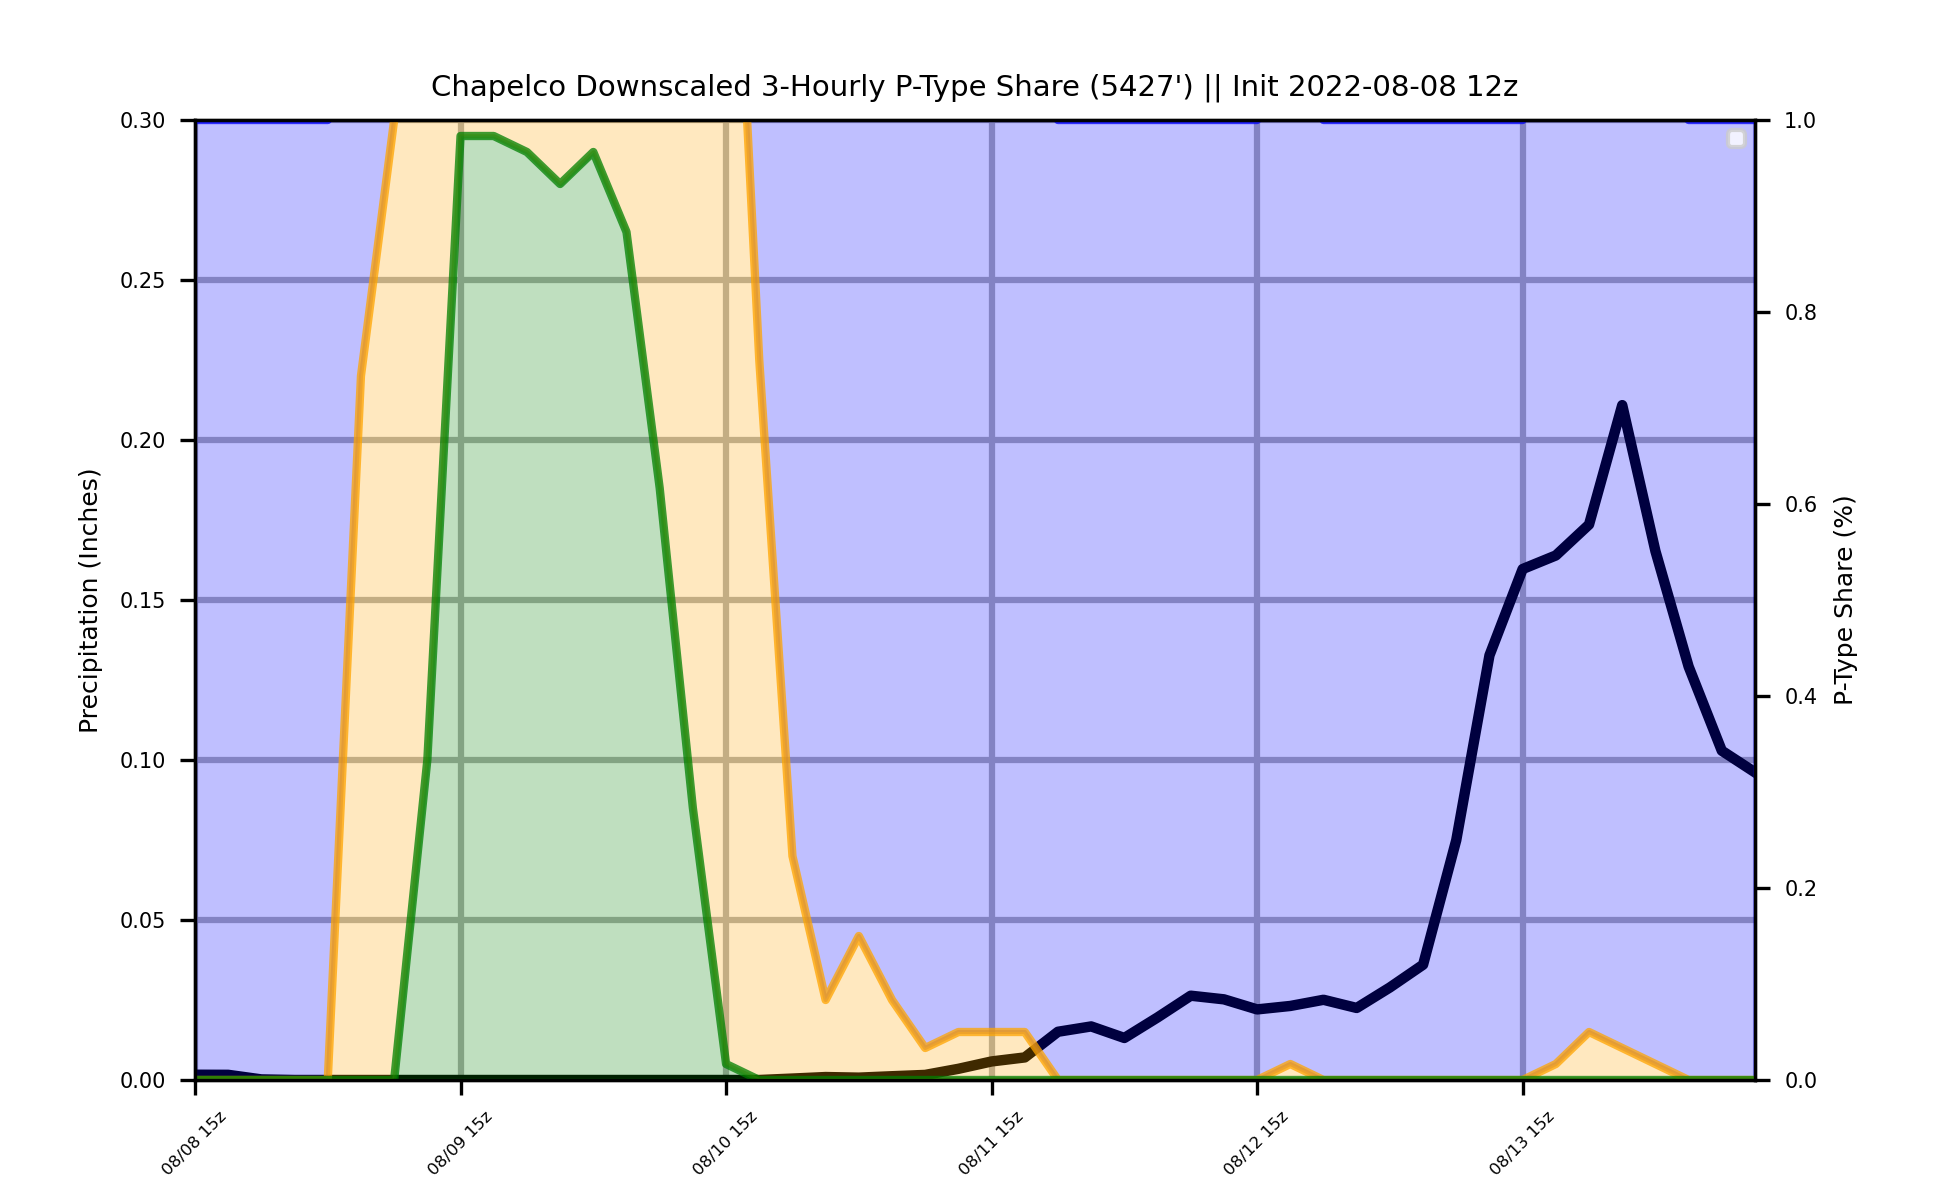 Chapelco Downscaled 3-Hourly P-Type Share (5427') || Init 2022-08-08 12z
Precipitation (Inches)
0.30
0.25
0.20
0.15
0.10
0.05
0.00
1.0
0.8
0.6
0.4
0.2
0.0
P-Type Share (%)
08/08 15z
08/09 15z
08/10 15z
08/11 15z
08/12 15z
08/13 15z